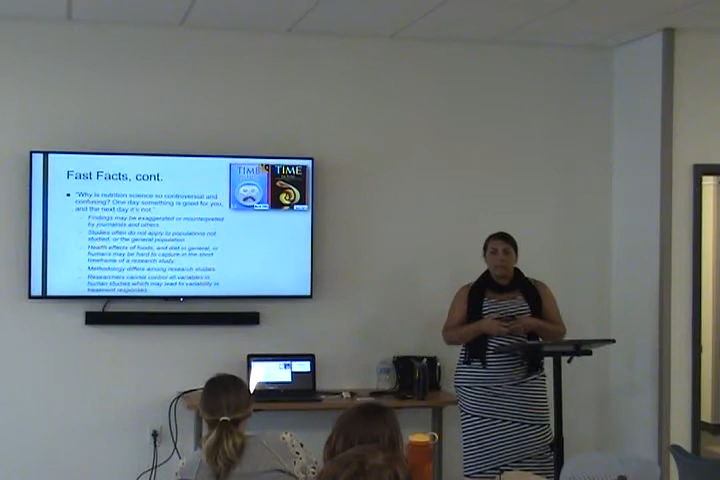 Fast Facts, cont.
TIME
TIME
"Why is nutrition science so controversial and
confusing? One day something is good for you,
and the next day it's not."
Findings may be exaggerated or misinterpreted
by journalists and others
Studies often do not apply to populations not
studied, or the general population
Health effects of foods, and diet in general, in
humans may be hard to capture in the short
timeframe of a research study
Methodology differs among research studies
Researchers cannot control all variables in
human studies which may lead to variability in
treatment responses